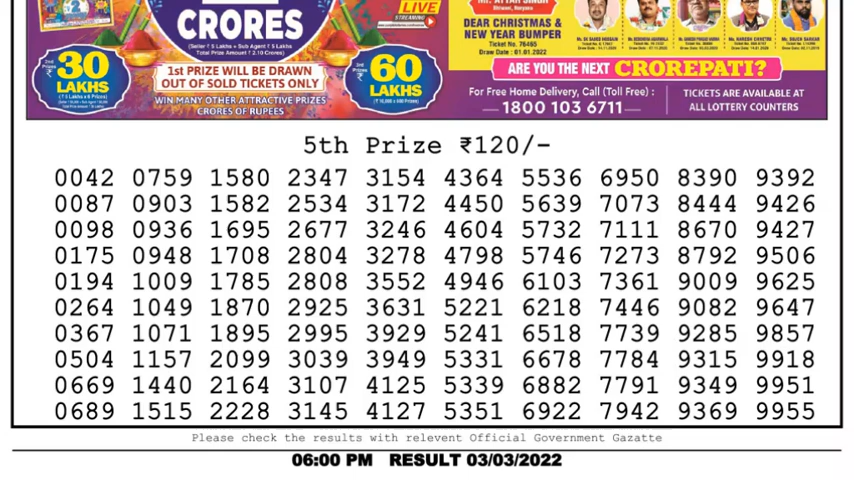 CRORES
(Seller ₹ 5 Lakhs + Sub Agent ₹ 5 Lakhs
Total Prize Amount ₹ 2.10 Crores)
LIVE
STREAMING
2nd Prizes ₹
30
LAKHS
1st PRIZE WILL BE DRAWN
OUT OF SOLD TICKETS ONLY
WIN MANY OTHER ATTRACTIVE PRIZES
CRORES OF RUPEES
3rd Prizes ₹
60
LAKHS
DEAR CHRISTMAS &
NEW YEAR BUMPER
Ticket No. 76465
Draw Date : 01.01.2022
ARE YOU THE NEXT CROREPATI?
For Free Home Delivery, Call (Toll Free) :
1800 103 6711
TICKETS ARE AVAILABLE AT
ALL LOTTERY COUNTERS
5th Prize ₹120/-
0042 0759 1580 2347 3154 4364 5536 6950 8390 9392
0087 0903 1582 2534 3172 4450 5639 7073 8444 9426
0098 0936 1695 2677 3246 4604 5732 7111 8670 9427
0175 0948 1708 2804 3278 4798 5746 7273 8792 9506
0194 1009 1785 2808 3552 4946 6103 7361 9009 9625
0264 1049 1870 2925 3631 5221 6218 7446 9082 9647
0367 1071 1895 2995 3929 5241 6518 7739 9285 9857
0504 1157 2099 3039 3949 5331 6678 7784 9315 9918
0669 1440 2164 3107 4125 5339 6882 7791 9349 9951
0689 1515 2228 3145 4127 5351 6922 7942 9369 9955
Please check the results with relevent Official Government Gazatte
06:00 PM RESULT 03/03/2022